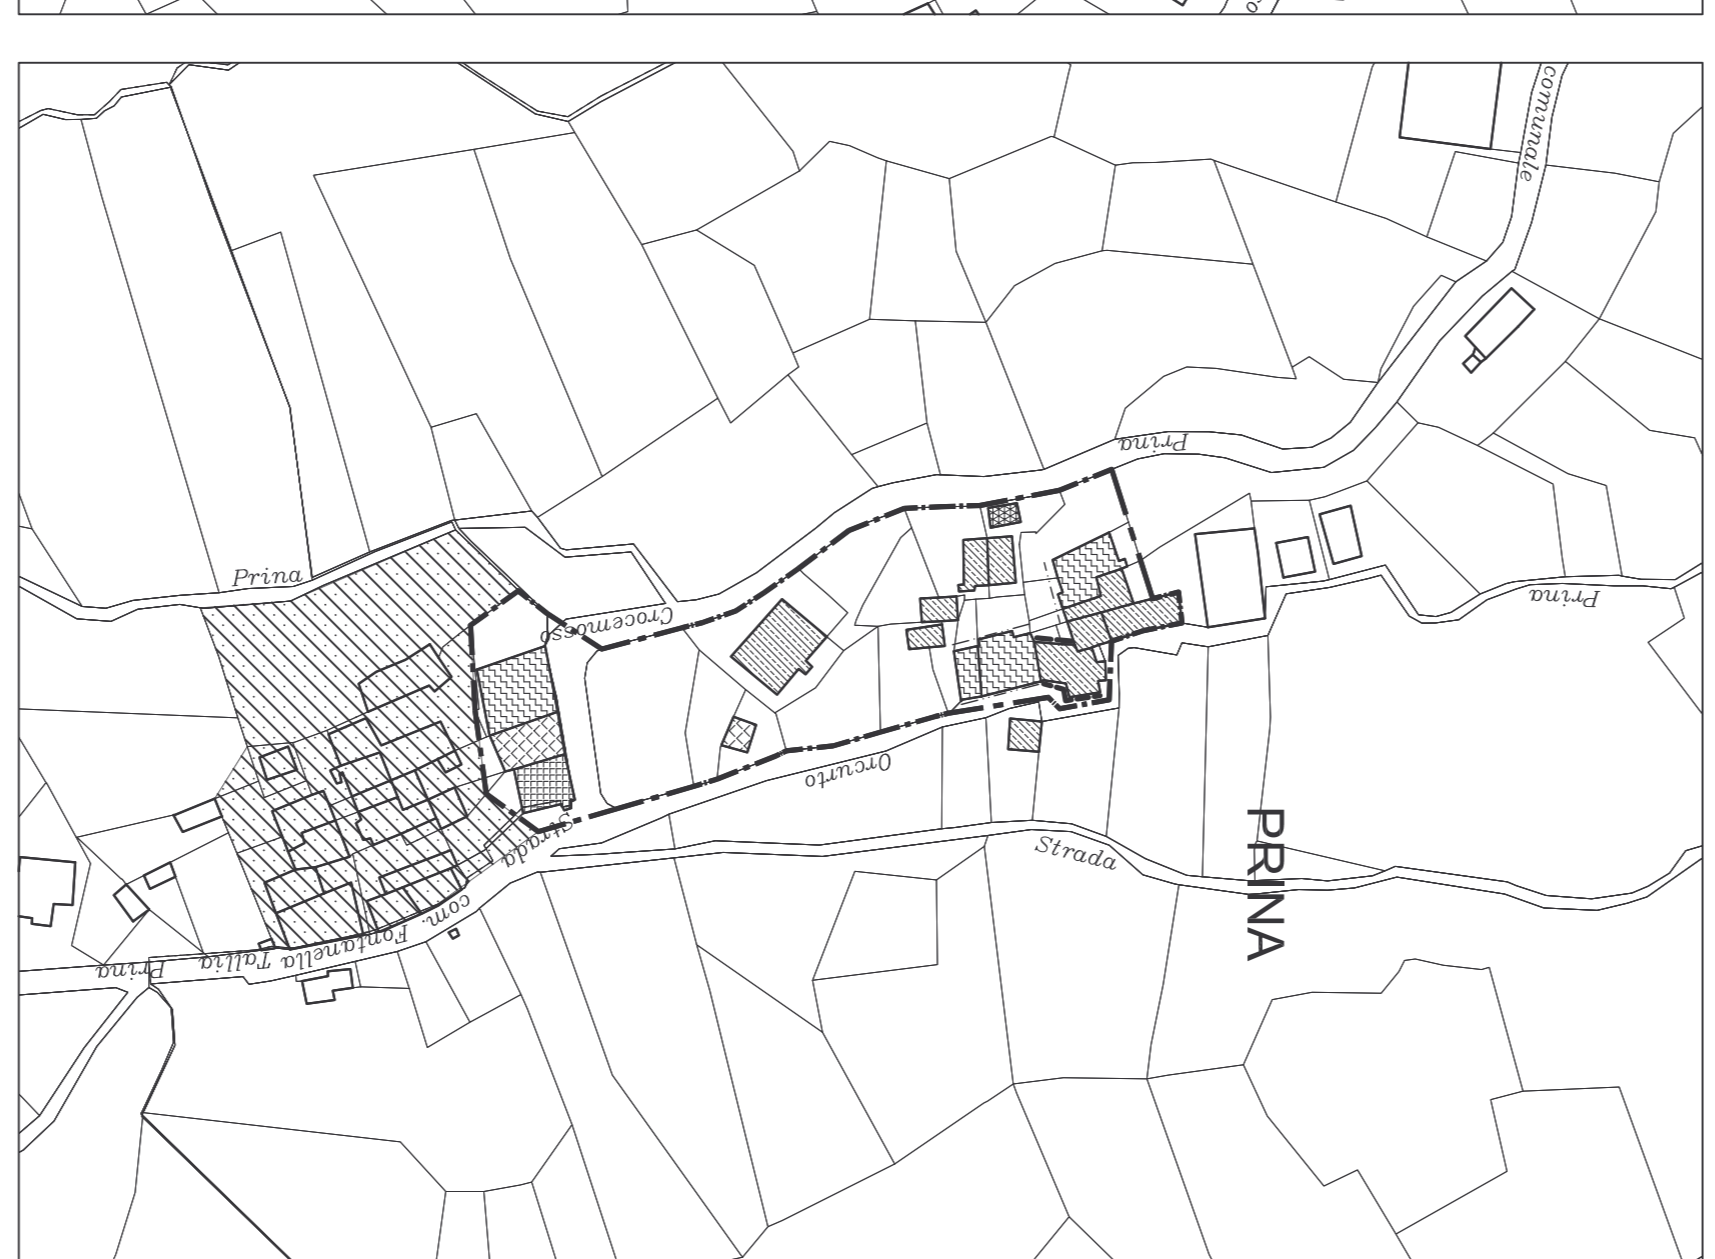 comunale
Prina
Prina
Crocemosso
Prina
Orcurto
Strada
Strada
PRINA
com.
Fontanella Tallia
Prina